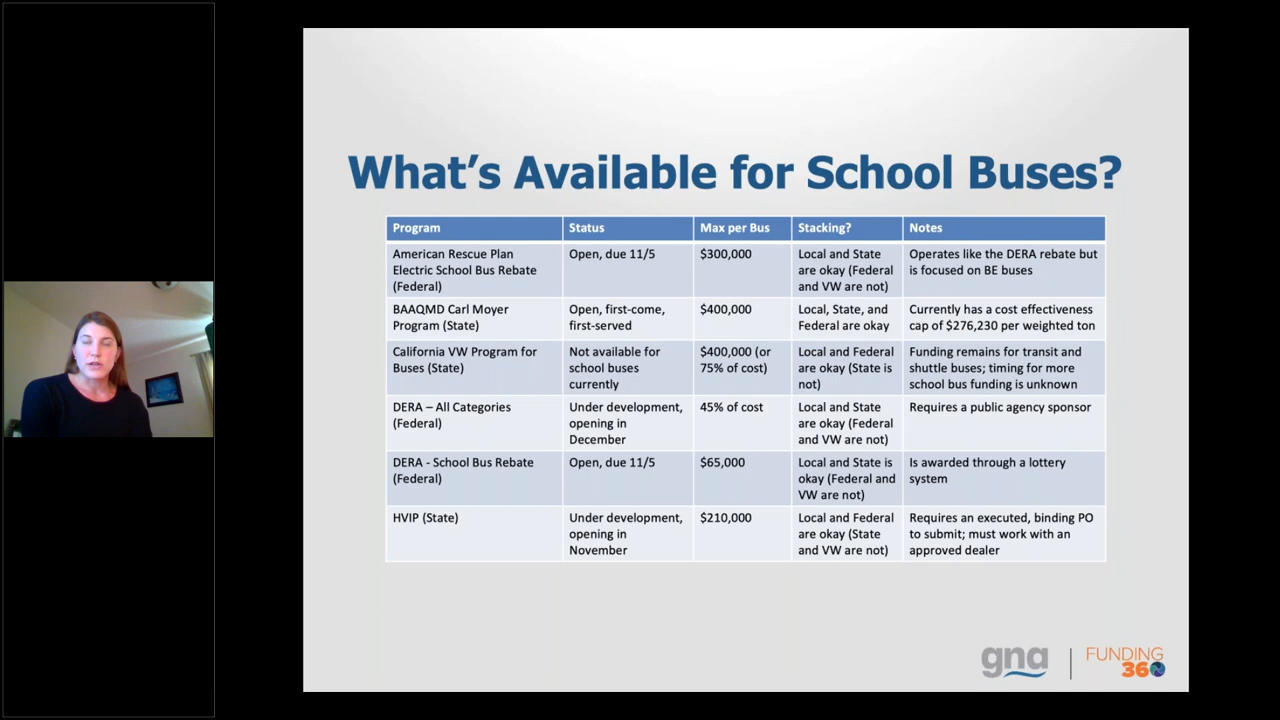 What's Available for School Buses?
Program Status Max per Bus Stacking? Notes
American Rescue Plan
Electric School Bus Rebate
(Federal)
Open, due 11/5
$300,000
Local and State
are okay (Federal
and VW are not)
Operates like the DERA rebate but
is focused on BE buses
BAAQMD Carl Moyer
Program (State)
Open, first-come,
first-served
$400,000
Local, State, and
Federal are okay
Currently has a cost effectiveness
cap of $276,230 per weighted ton
California VW Program for
Buses (State)
Not available for
school buses
currently
$400,000 (or
75% of cost)
Local and Federal
are okay (State is
not)
Funding remains for transit and
shuttle buses; timing for more
school bus funding is unknown
DERA – All Categories
(Federal)
Under development,
opening in
December
45% of cost
Local and State
are okay (Federal
and VW are not)
Requires a public agency sponsor
DERA - School Bus Rebate
(Federal)
Open, due 11/5
$65,000
Local and State is
okay (Federal and
VW are not)
Is awarded through a lottery
system
HVIP (State)
Under development,
opening in
November
$210,000
Local and Federal
are okay (State
and VW are not)
Requires an executed, binding PO
to submit; must work with an
approved dealer
gna
FUNDING
360